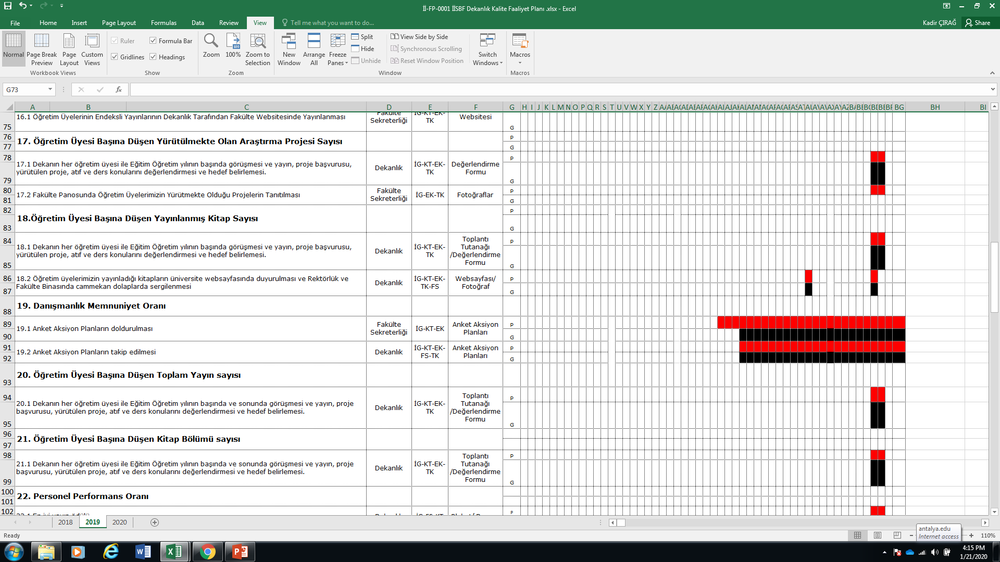 İİ-FP-0001 İİSBF Dekanlık Kalite Faaliyet Planı .xlsx - Excel
File Home Insert Page Layout Formulas Data Review View Tell me what you want to do... Kadir ÇIRAĞ Share
Normal Page Break Preview Page Layout Custom Views
Workbook Views
Ruler Formula Bar
Gridlines Headings
Show
Zoom 100% Zoom to Selection
Zoom
New Window Arrange All Freeze Panes
Split
Hide
Unhide
View Side by Side
Synchronous Scrolling
Reset Window Position
Switch Windows
Window
Macros
Macros
G73
fx
A B C D E F G H I J K L M N O P Q R S T U V W X Y Z BG BH BI
16.1 Öğretim Üyelerinin Endeksli Yayınlarının Dekanlık Tarafından Fakülte Websitesinde Yayınlanması
Fakülte Sekreterliği
İG-KT-EK-TK
Websitesi
75 G
76 P
17. Öğretim Üyesi Başına Düşen Yürütülmekte Olan Araştırma Projesi Sayısı
77 G
78 P
17.1 Dekanın her öğretim üyesi ile Eğitim Öğretim yılının başında görüşmesi ve yayın, proje başvurusu,
yürütülen proje, atıf ve ders konularını değerlendirmesi ve hedef belirlemesi.
Dekanlık
İG-KT-EK-TK
Değerlendirme Formu
79 G
80 P
17.2 Fakülte Panosunda Öğretim Üyelerimizin Yürütmekte Olduğu Projelerin Tanıtılması
Fakülte Sekreterliği
İG-EK-TK
Fotoğraflar
81 G
82 P
18.Öğretim Üyesi Başına Düşen Yayınlanmış Kitap Sayısı
83 G
84 P
18.1 Dekanın her öğretim üyesi ile Eğitim Öğretim yılının başında görüşmesi ve yayın, proje başvurusu,
yürütülen proje, atıf ve ders konularını değerlendirmesi ve hedef belirlemesi.
Dekanlık
İG-KT-EK-TK
Toplantı Tutanağı /Değerlendirme Formu
85 G
86 P
18.2 Öğretim üyelerimizin yayınladığı kitapların üniversite websayfasında duyurulması ve Rektörlük ve
Fakülte Binasında cammekan dolaplarda sergilenmesi
Dekanlık
İG-KT-EK-TK-FS
Websayfası/ Fotoğraf
87 G
19. Danışmanlık Memnuniyet Oranı
88
89 P
19.1 Anket Aksiyon Planların doldurulması
Fakülte Sekreterliği
İG-KT-EK
Anket Aksiyon Planları
90 G
91 P
19.2 Anket Aksiyon Planların takip edilmesi
Dekanlık
İG-KT-EK-FS-TK
Anket Aksiyon Planları
92 G
20. Öğretim Üyesi Başına Düşen Toplam Yayın sayısı
93
94 P
20.1 Dekanın her öğretim üyesi ile Eğitim Öğretim yılının başında ve sonunda görüşmesi ve yayın, proje
başvurusu, yürütülen proje, atıf ve ders konularını değerlendirmesi ve hedef belirlemesi.
Dekanlık
İG-KT-EK-TK
Toplantı Tutanağı /Değerlendirme Formu
95 G
96
21. Öğretim Üyesi Başına Düşen Kitap Bölümü sayısı
97
98 P
21.1 Dekanın her öğretim üyesi ile Eğitim Öğretim yılının başında ve sonunda görüşmesi ve yayın, proje
başvurusu, yürütülen proje, atıf ve ders konularını değerlendirmesi ve hedef belirlemesi.
Dekanlık
İG-KT-EK-TK
Toplantı Tutanağı /Değerlendirme Formu
99 G
100
22. Personel Performans Oranı
101
102 P
2018 2019 2020
Ready
antalya.edu
Internet access
110%
4:15 PM
1/21/2020